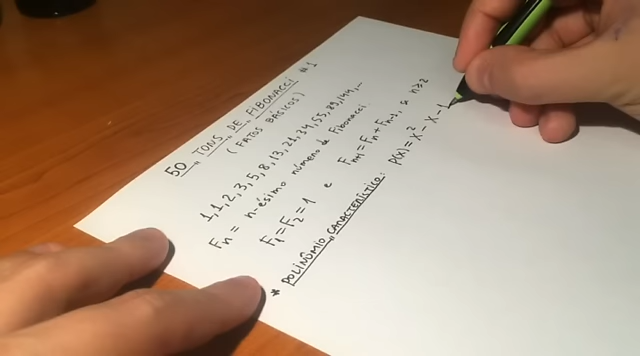 50 TONS DE FIBONACCI #1
(FATOS BÁSICOS)
1,1,2,3,5,8,13,21,34,55,89,144,...
Fn = n-ésimo número de Fibonacci.
F1=F2=1 e Fn+1=Fn+Fn-1, se n≥2
* POLINÔMIO CARACTERÍSTICO: P(x)=x²-x-1